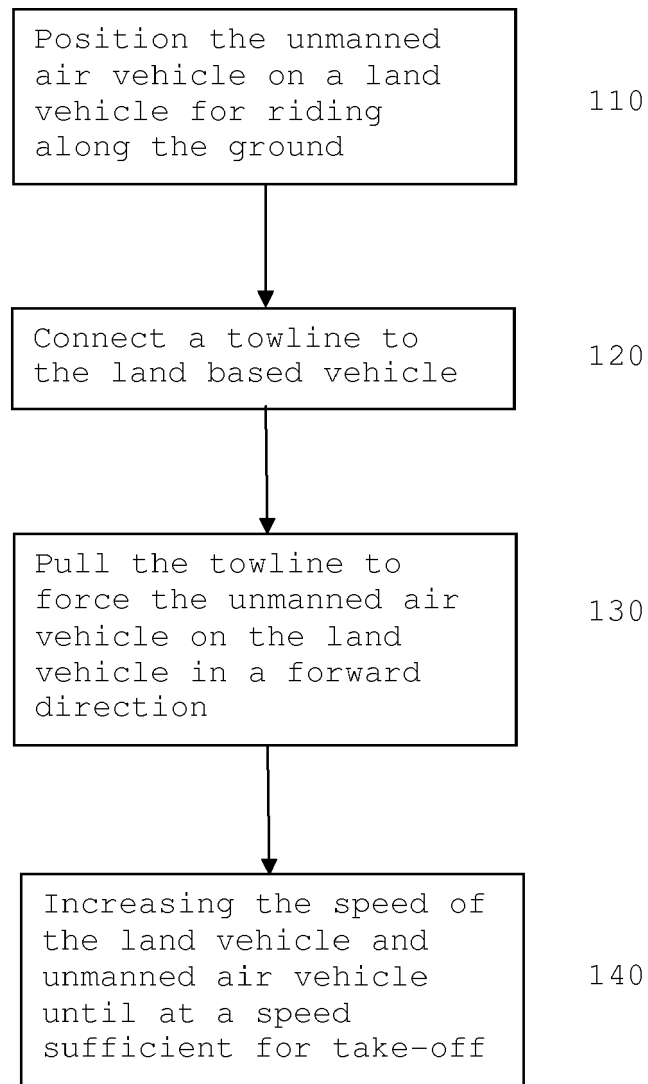 Position the unmanned
air vehicle on a land
vehicle for riding
along the ground
110
Connect a towline to
the land based vehicle
120
Pull the towline to
force the unmanned air
vehicle on the land
vehicle in a forward
direction
130
Increasing the speed of
the land vehicle and
unmanned air vehicle
until at a speed
sufficient for take-off
140